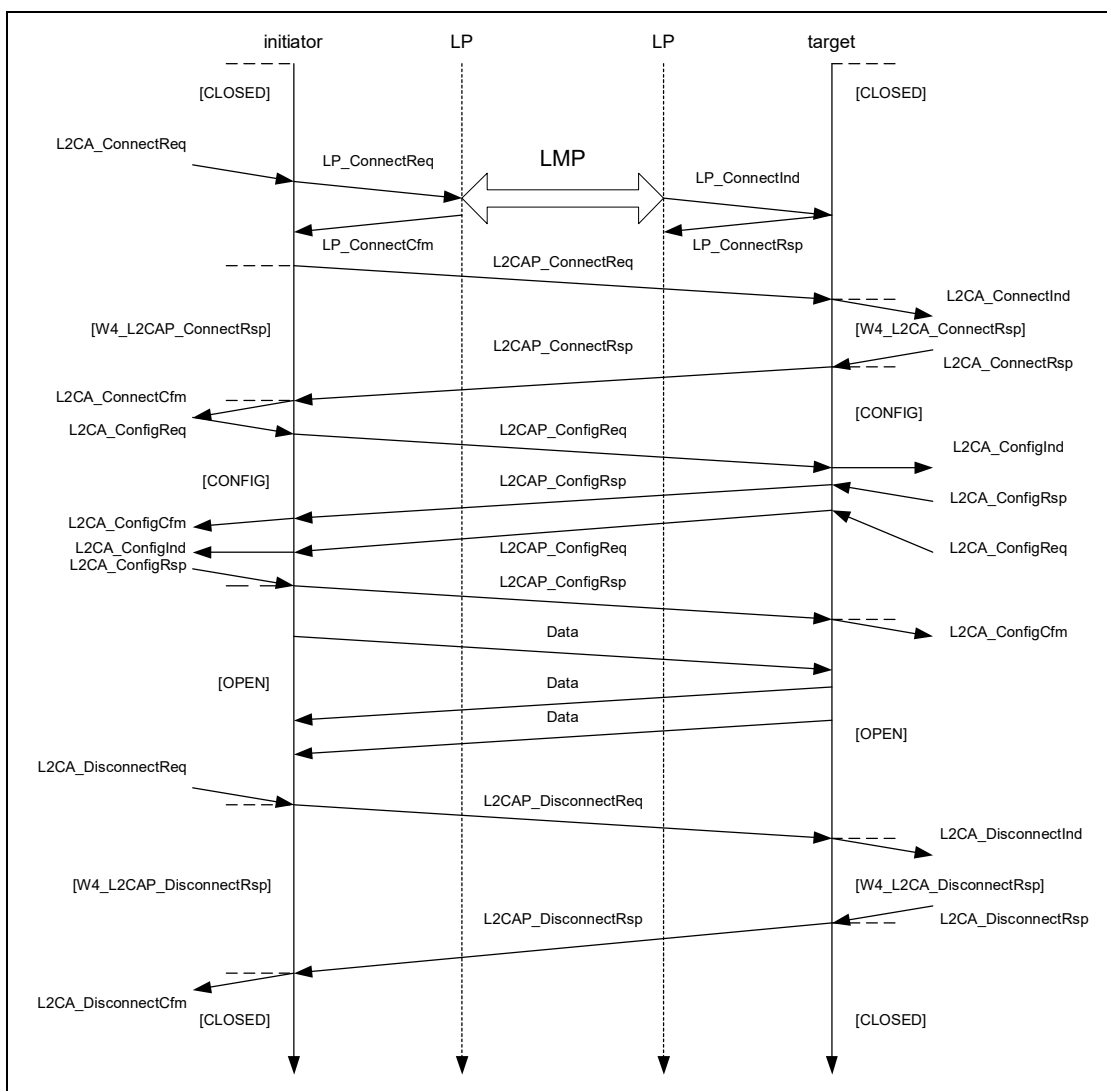 initiator LP LP target
[CLOSED] [CLOSED]
L2CA_ConnectReq
LP_ConnectReq LMP LP_ConnectInd
LP_ConnectCfm LP_ConnectRsp
L2CAP_ConnectReq
L2CA_ConnectInd
[W4_L2CAP_ConnectRsp] [W4_L2CA_ConnectRsp]
L2CAP_ConnectRsp
L2CA_ConnectRsp
L2CA_ConnectCfm
[CONFIG]
L2CA_ConfigReq L2CAP_ConfigReq
L2CA_ConfigInd
[CONFIG] L2CAP_ConfigRsp
L2CA_ConfigRsp
L2CA_ConfigCfm
L2CA_ConfigInd L2CAP_ConfigReq L2CA_ConfigReq
L2CA_ConfigRsp
L2CAP_ConfigRsp
Data L2CA_ConfigCfm
[OPEN] Data
Data
[OPEN]
L2CA_DisconnectReq
L2CAP_DisconnectReq
L2CA_DisconnectInd
[W4_L2CAP_DisconnectRsp] [W4_L2CA_DisconnectRsp]
L2CAP_DisconnectRsp L2CA_DisconnectRsp
L2CA_DisconnectCfm
[CLOSED] [CLOSED]